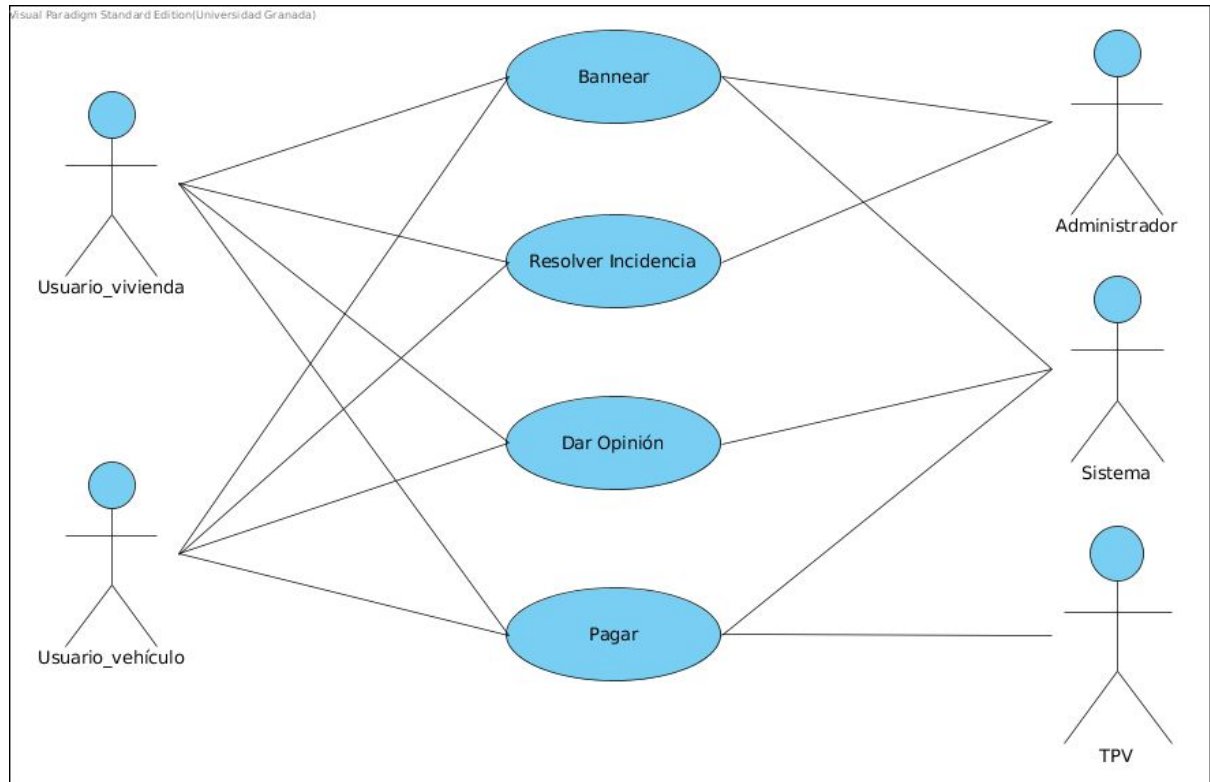 Visual Paradigm Standard Edition(Universidad Granada)
Bannear
Usuario_vivienda
Administrador
Resolver Incidencia
Dar Opinión
Sistema
Usuario_vehículo
Pagar
TPV